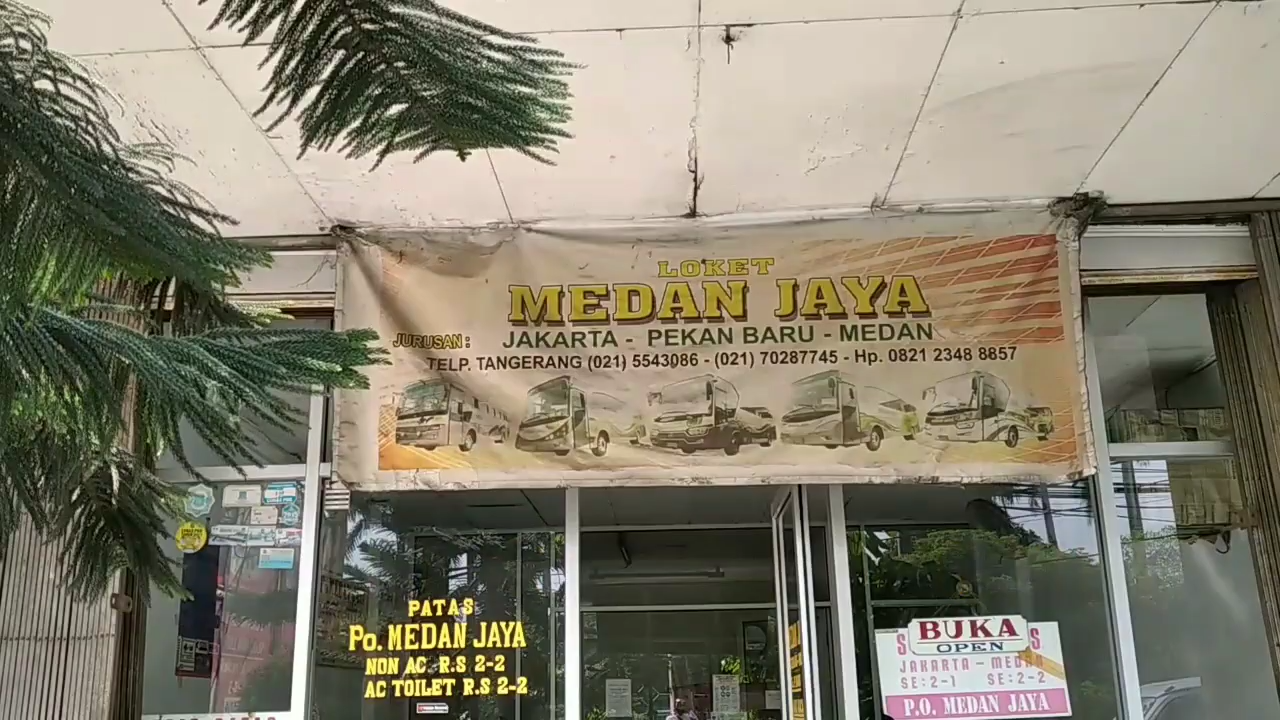 LOKET
MEDAN JAYA
JURUSAN: JAKARTA - PEKAN BARU - MEDAN
TELP. TANGERANG (021) 5543086 - (021) 70287745 - Hp. 0821 2348 8857
PATAS
Po. MEDAN JAYA
NON AC. R.S 2-2
AC TOILET R.S 2-2
BUKA
OPEN
JAKARTA - MEDAN
SE:2-1 SE:2-2
P.O. MEDAN JAYA